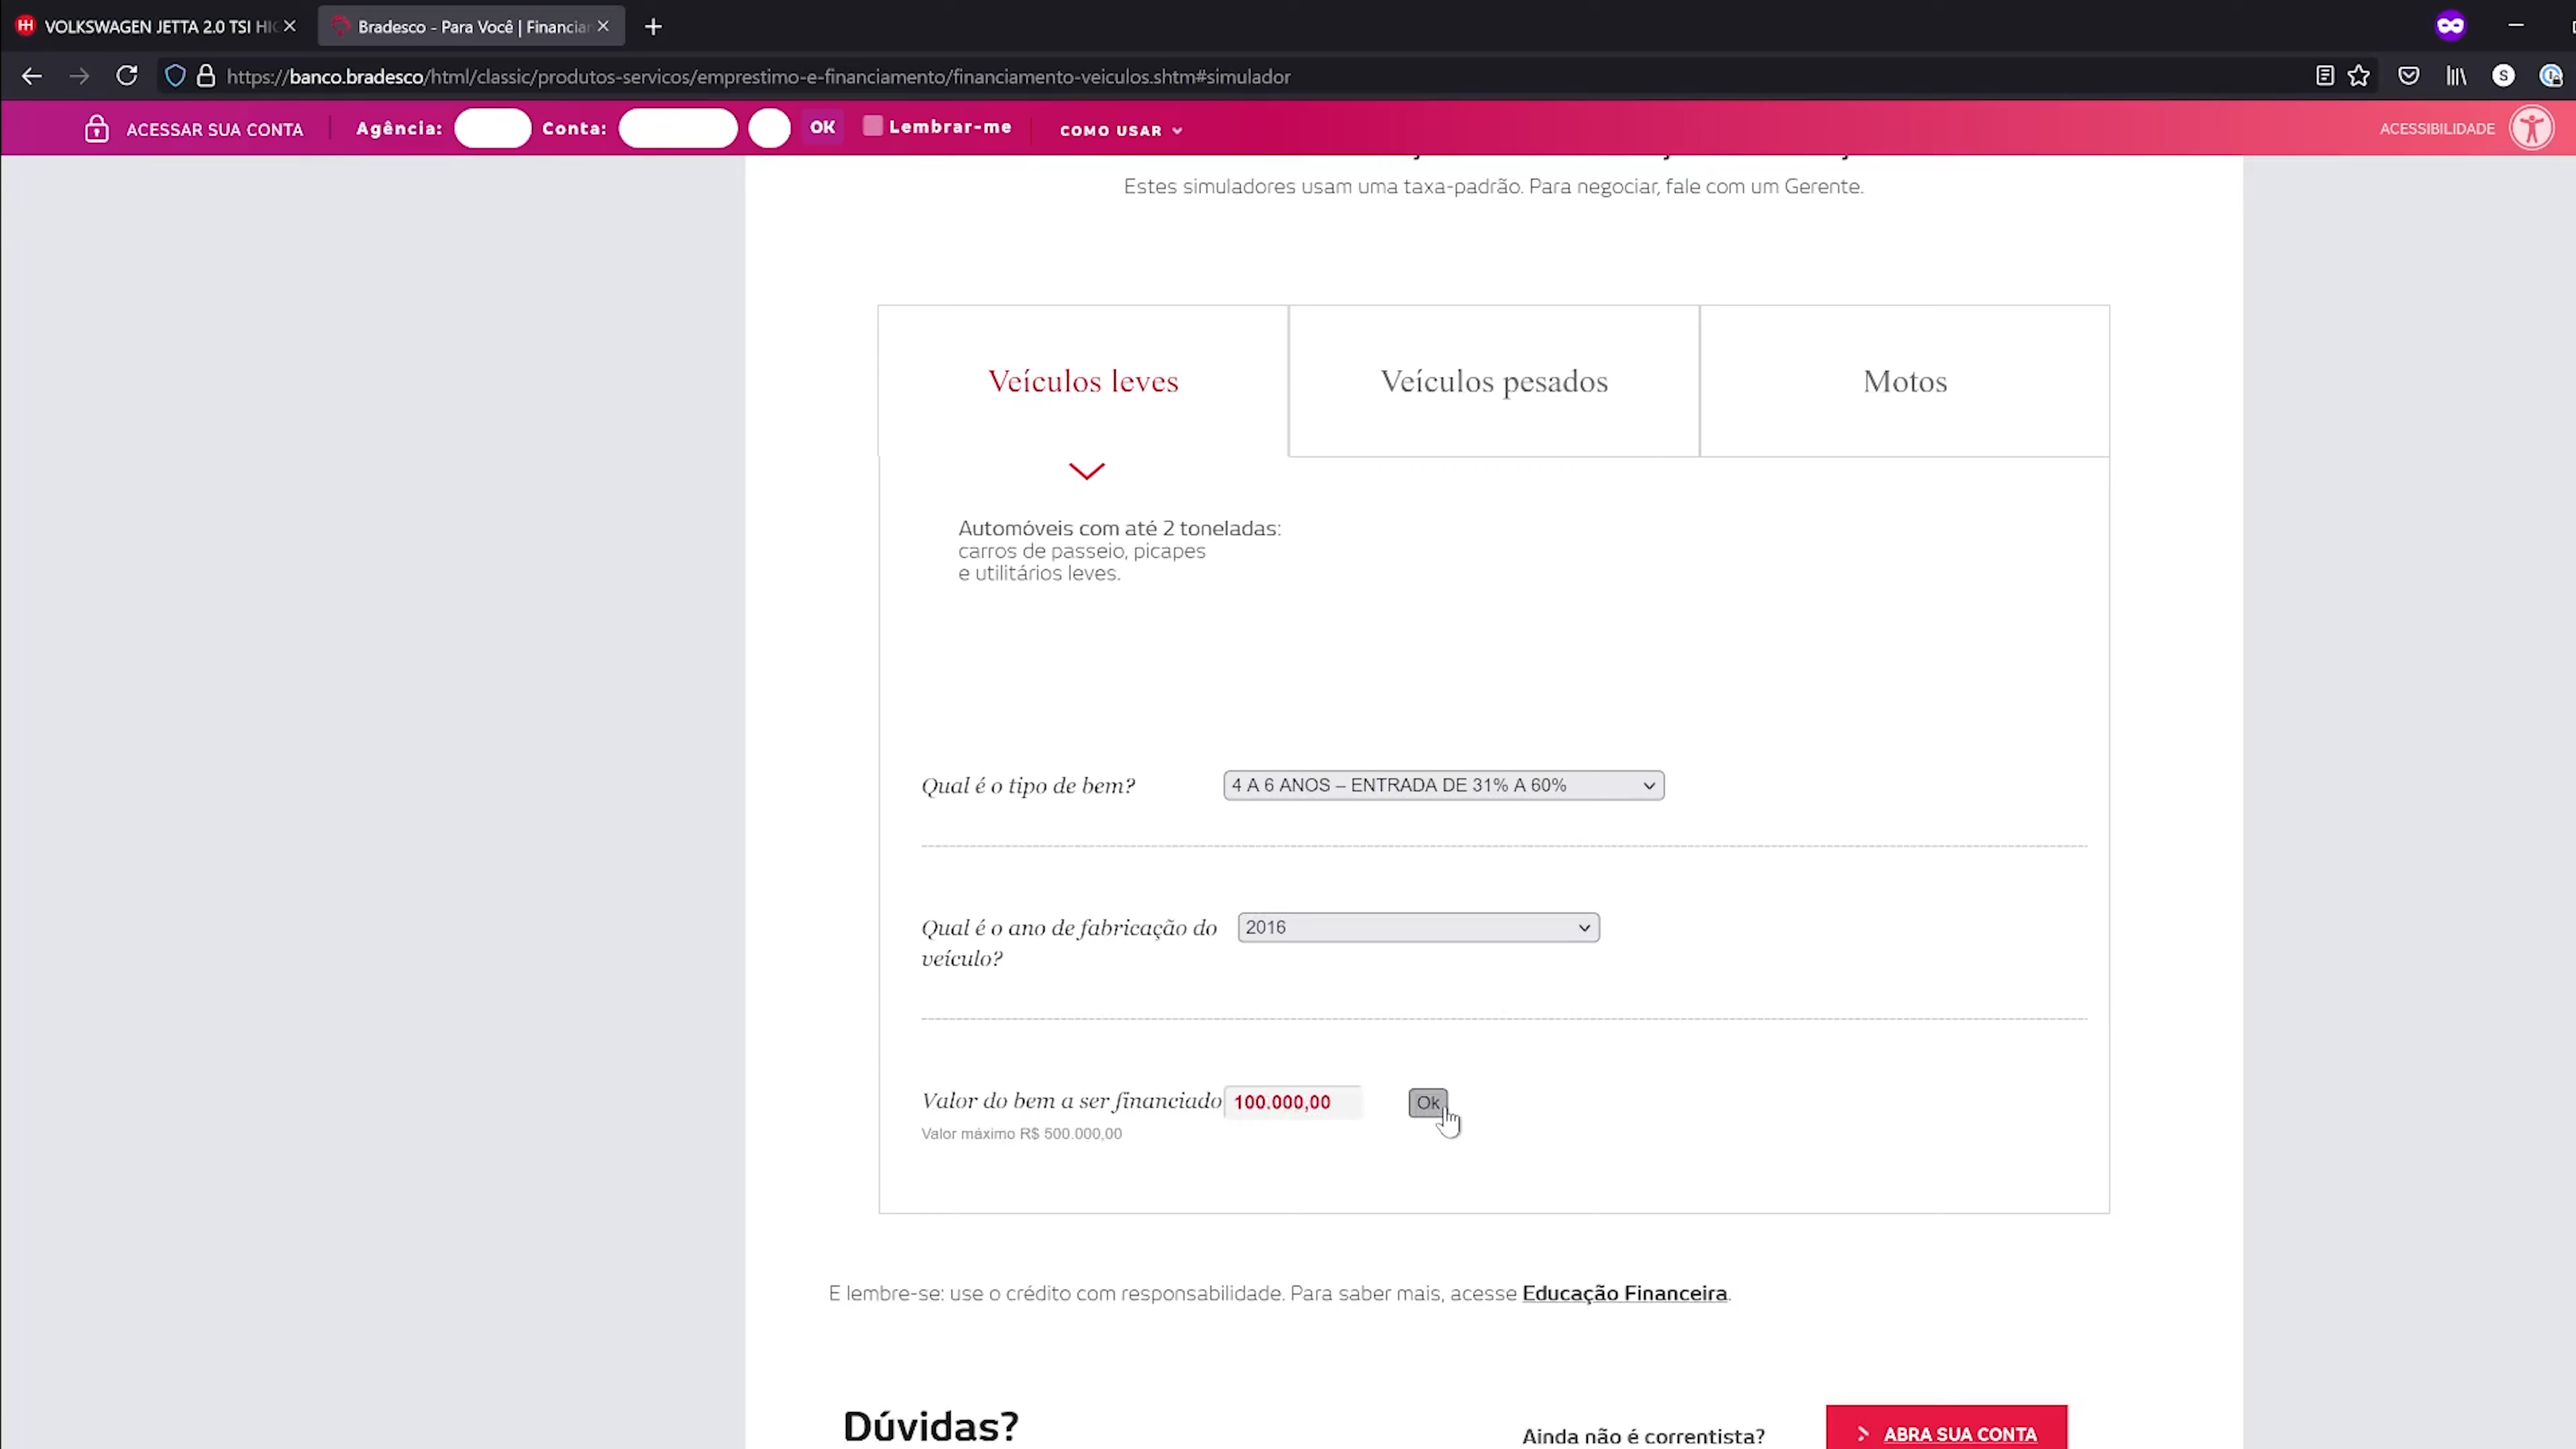 VOLKSWAGEN JETTA 2.0 TSI HIG
Bradesco - Para Você | Financiar
https://banco.bradesco/html/classic/produtos-servicos/emprestimo-e-financiamento/financiamento-veiculos.shtm#simulador
ACESSAR SUA CONTA
Agência:
Conta:
OK
Lembrar-me
COMO USAR
ACESSIBILIDADE
Estes simuladores usam uma taxa-padrão. Para negociar, fale com um Gerente.
Veículos leves
Veículos pesados
Motos
Automóveis com até 2 toneladas:
carros de passeio, picapes
e utilitários leves.
Qual é o tipo de bem?
4 A 6 ANOS – ENTRADA DE 31% A 60%
Qual é o ano de fabricação do
veículo?
2016
Valor do bem a ser financiado
100.000,00
Ok
Valor máximo R$ 500.000,00
E lembre-se: use o crédito com responsabilidade. Para saber mais, acesse Educação Financeira.
Dúvidas?
Ainda não é correntista?
ABRA SUA CONTA